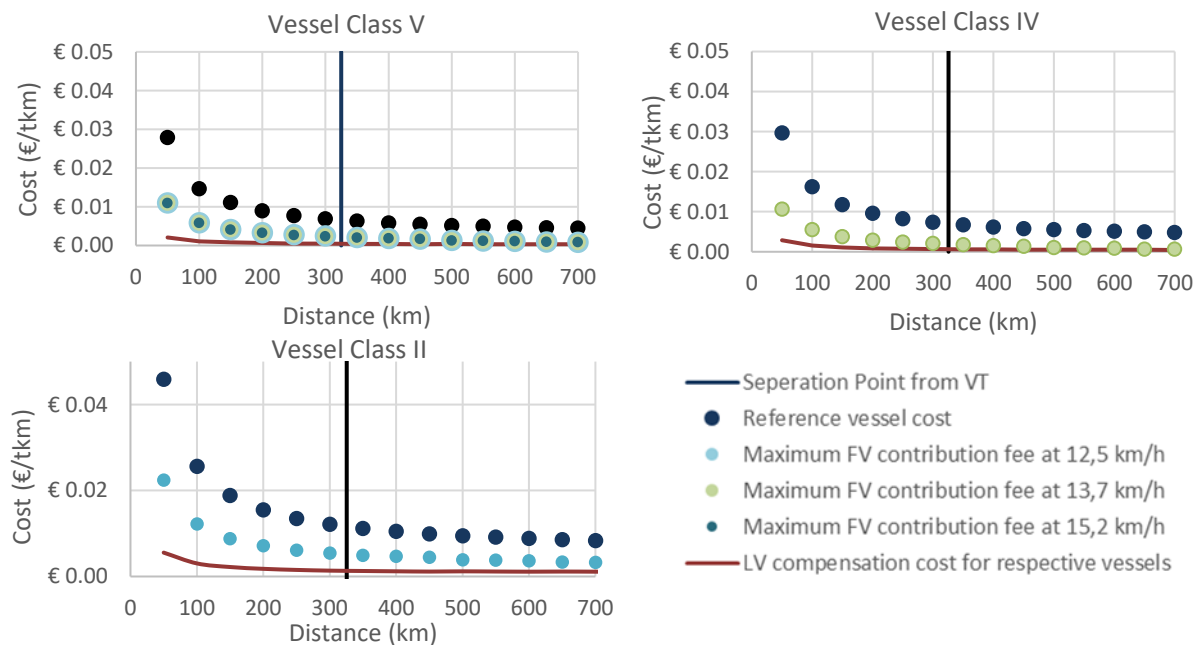 Vessel Class V
€ 0.05
€ 0.04
€ 0.03
€ 0.02
€ 0.01
€ 0.00
Cost (€/tkm)
0 100 200 300 400 500 600 700
Distance (km)
Vessel Class IV
€ 0.05
€ 0.04
€ 0.03
€ 0.02
€ 0.01
€ 0.00
Cost (€/tkm)
0 100 200 300 400 500 600 700
Distance (km)
Vessel Class II
€ 0.04
€ 0.02
€ 0.00
Cost (€/tkm)
0 100 200 300 400 500 600 700
Distance (km)
Seperation Point from VT
Reference vessel cost
Maximum FV contribution fee at 12,5 km/h
Maximum FV contribution fee at 13,7 km/h
Maximum FV contribution fee at 15,2 km/h
LV compensation cost for respective vessels